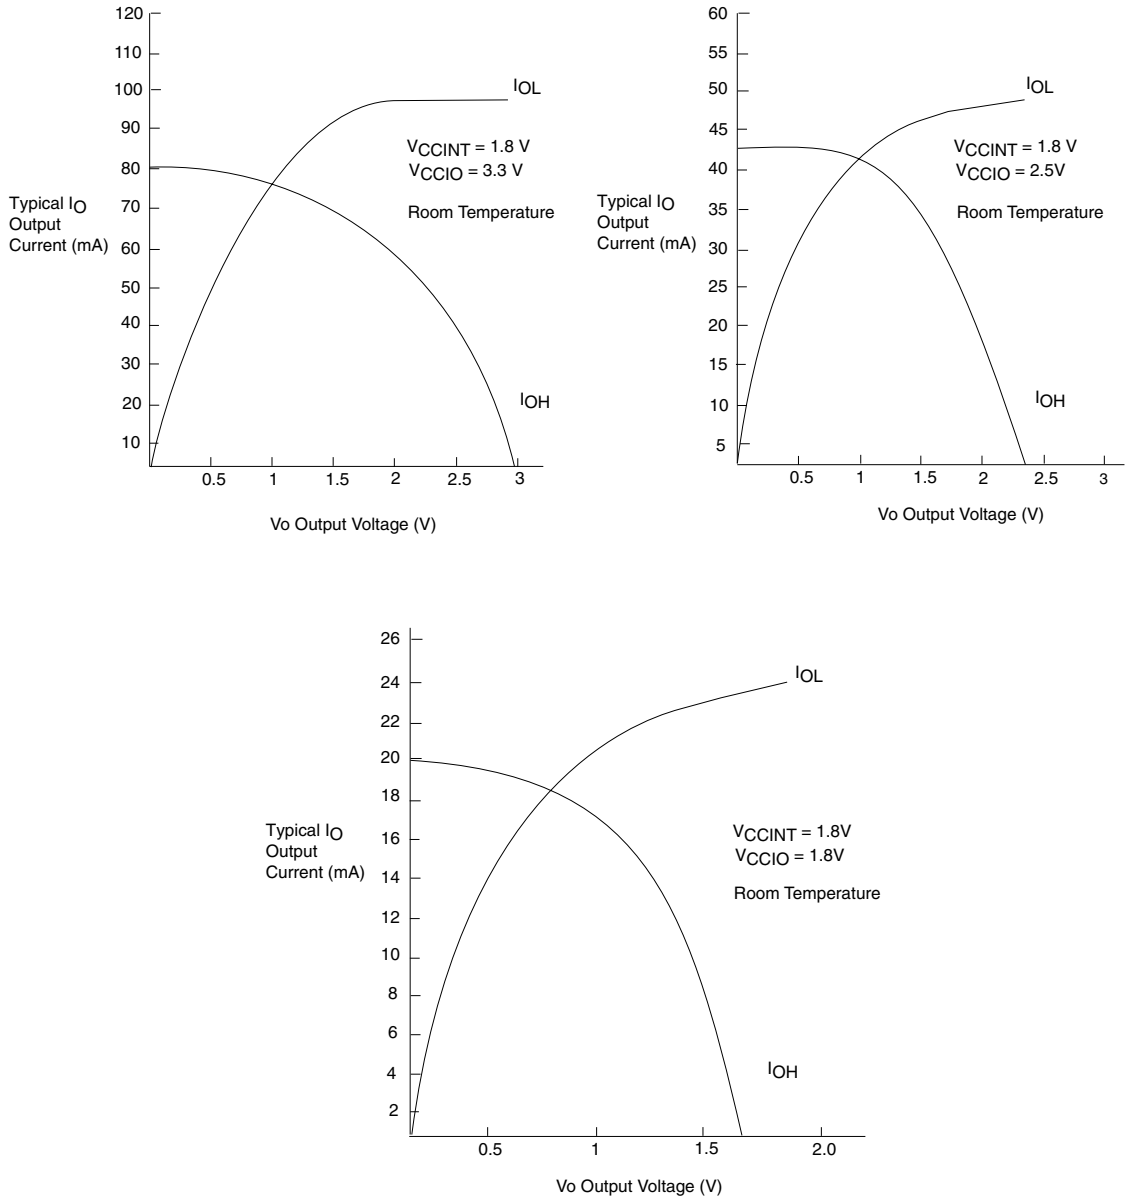 120
110
100
90
80
70
60
50
40
30
20
10
Typical IO
Output
Current (mA)
IOL
VCCINT = 1.8 V
VCCIO = 3.3 V
Room Temperature
IOH
0.5 1 1.5 2 2.5 3
Vo Output Voltage (V)
60
55
50
45
40
35
30
25
20
15
10
5
Typical IO
Output
Current (mA)
IOL
VCCINT = 1.8 V
VCCIO = 2.5V
Room Temperature
IOH
0.5 1 1.5 2 2.5 3
Vo Output Voltage (V)
26
24
22
20
18
16
14
12
10
8
6
4
2
Typical IO
Output
Current (mA)
IOL
VCCINT = 1.8V
VCCIO = 1.8V
Room Temperature
IOH
0.5 1 1.5 2.0
Vo Output Voltage (V)